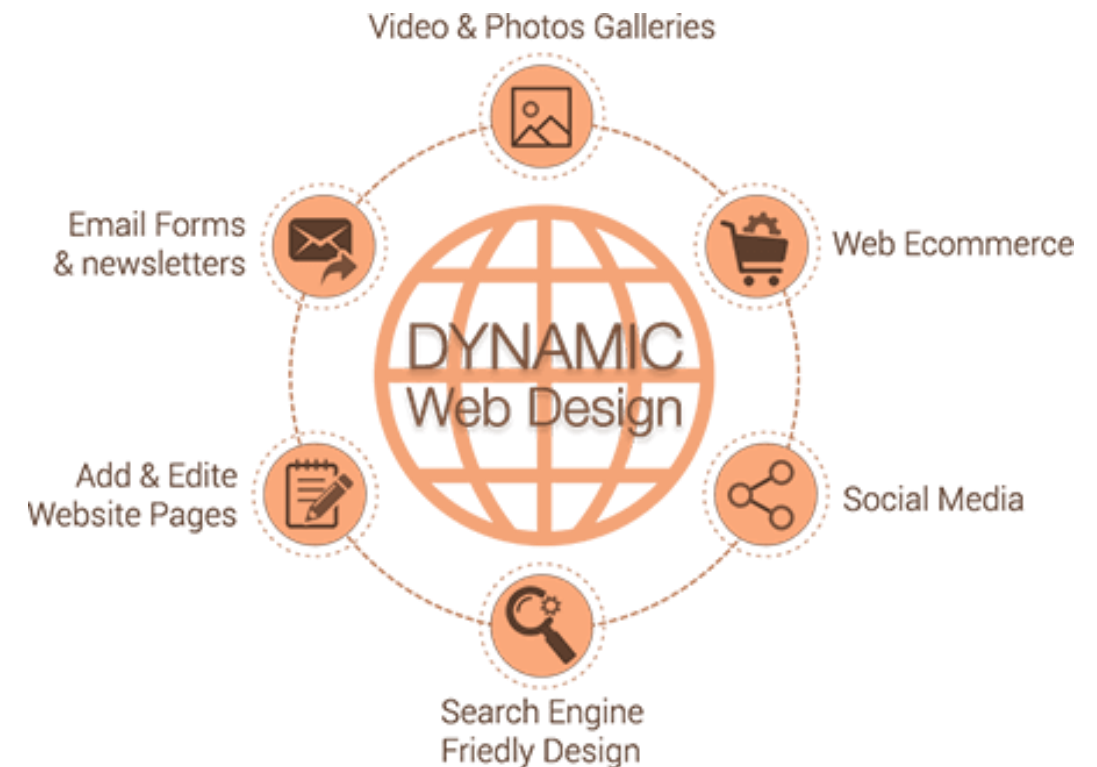 Video & Photos Galleries
Email Forms
& newsletters
Web Ecommerce
DYNAMIC
Web Design
Add & Edite
Website Pages
Social Media
Search Engine
Friedly Design